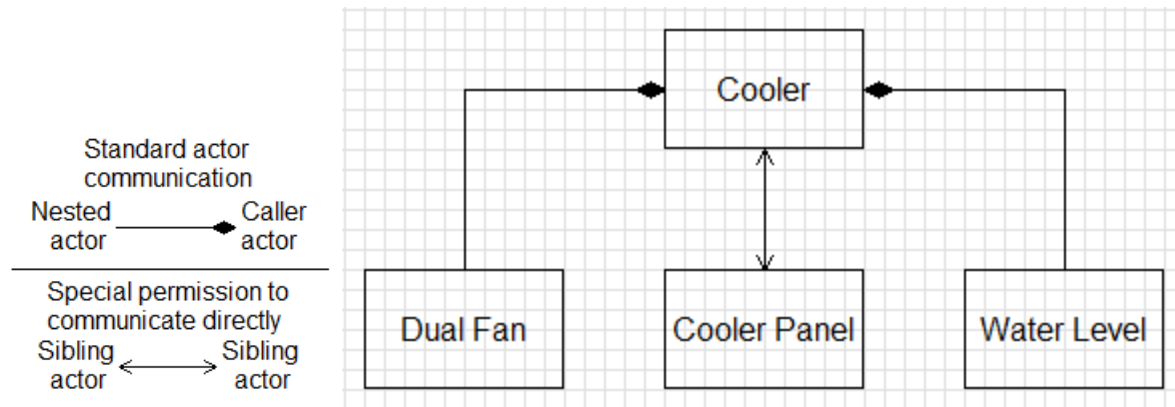 Standard actor
communication
Nested
actor
Caller
actor
Special permission to
communicate directly
Sibling
actor
Sibling
actor
Cooler
Dual Fan
Cooler Panel
Water Level